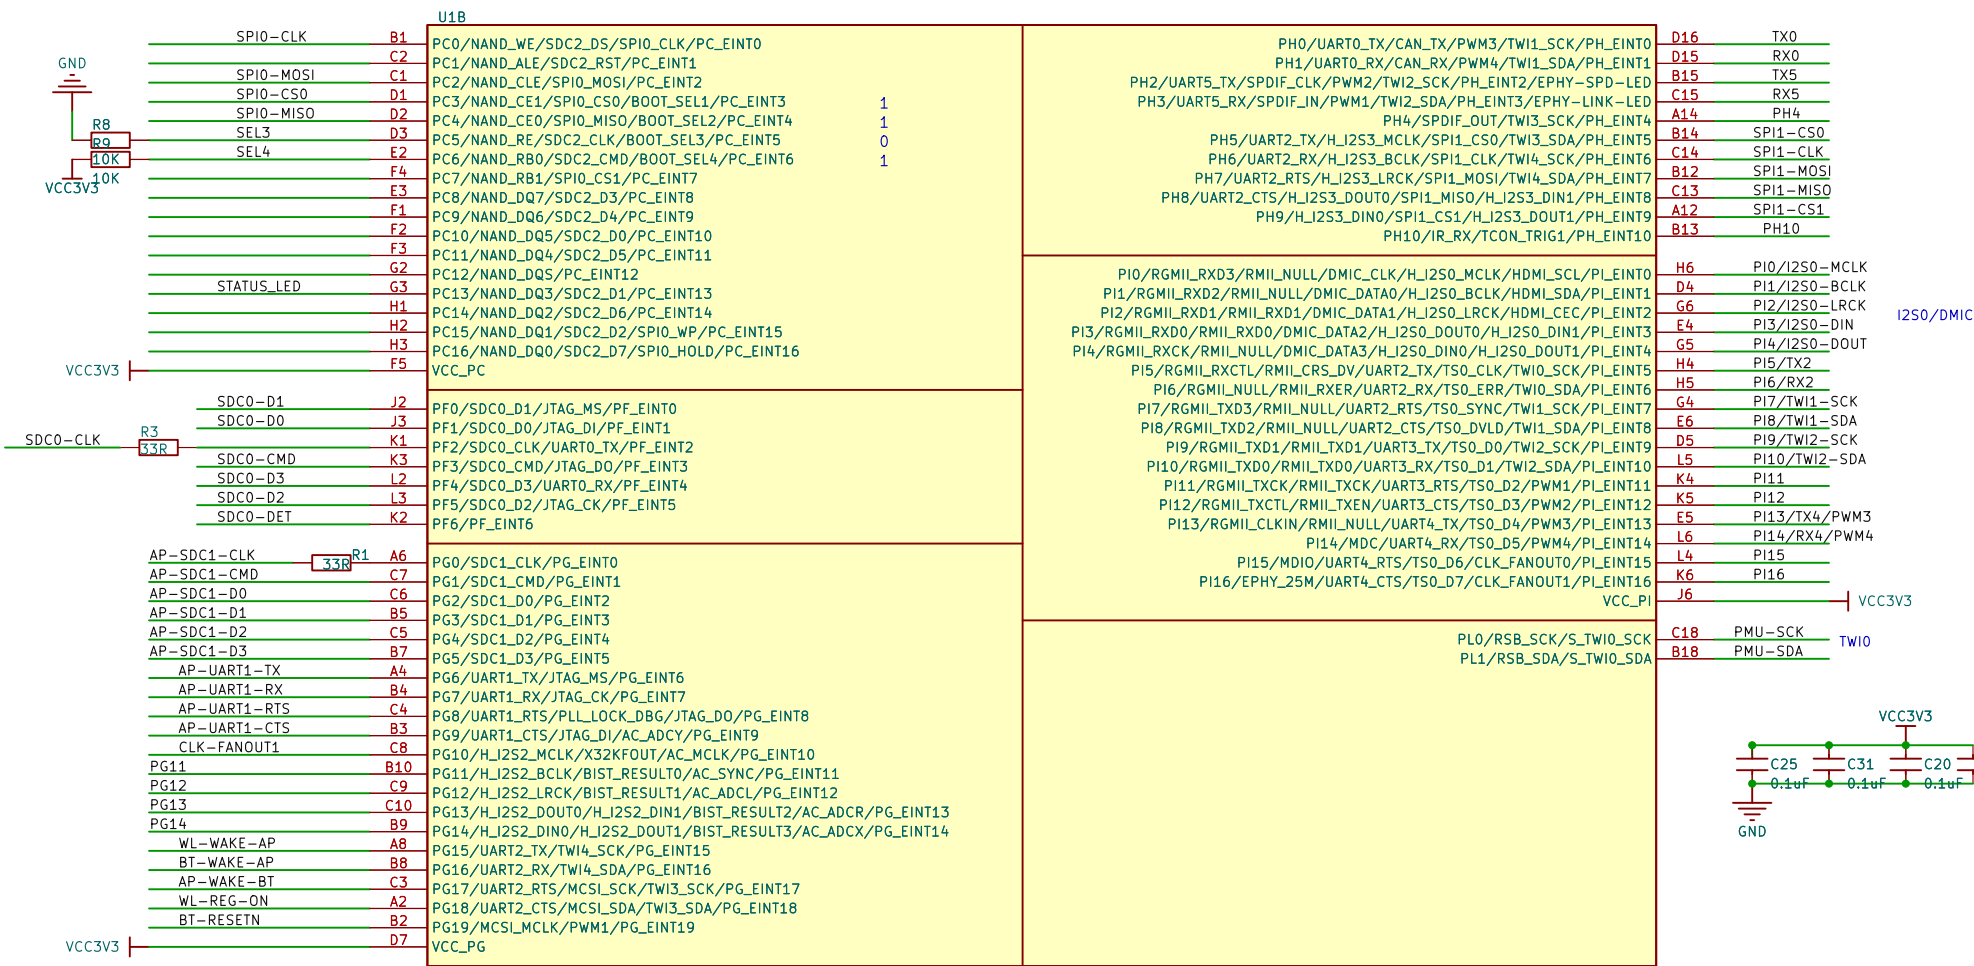 U1B
SPI0-CLK B1 PC0/NAND_WE/SDC2_DS/SPI0_CLK/PC_EINT0
C2 PC1/NAND_ALE/SDC2_RST/PC_EINT1
SPI0-MOSI C1 PC2/NAND_CLE/SPI0_MOSI/PC_EINT2
SPI0-CS0 D1 PC3/NAND_CE1/SPI0_CS0/BOOT_SEL1/PC_EINT3 1
SPI0-MISO D2 PC4/NAND_CE0/SPI0_MISO/BOOT_SEL2/PC_EINT4 1
GND
R8
10K
SEL3 D3 PC5/NAND_RE/SDC2_CLK/BOOT_SEL3/PC_EINT5 0
R9
10K
VCC3V3
SEL4 E2 PC6/NAND_RB0/SDC2_CMD/BOOT_SEL4/PC_EINT6 1
F4 PC7/NAND_RB1/SPI0_CS1/PC_EINT7
E3 PC8/NAND_DQ7/SDC2_D3/PC_EINT8
F1 PC9/NAND_DQ6/SDC2_D4/PC_EINT9
F2 PC10/NAND_DQ5/SDC2_D0/PC_EINT10
F3 PC11/NAND_DQ4/SDC2_D5/PC_EINT11
G2 PC12/NAND_DQS/PC_EINT12
STATUS_LED G3 PC13/NAND_DQ3/SDC2_D1/PC_EINT13
H1 PC14/NAND_DQ2/SDC2_D6/PC_EINT14
H2 PC15/NAND_DQ1/SDC2_D2/SPI0_WP/PC_EINT15
H3 PC16/NAND_DQ0/SDC2_D7/SPI0_HOLD/PC_EINT16
VCC3V3 F5 VCC_PC
SDC0-D1 J2 PF0/SDC0_D1/JTAG_MS/PF_EINT0
SDC0-D0 J3 PF1/SDC0_D0/JTAG_DI/PF_EINT1
SDC0-CLK R3 33R K1 PF2/SDC0_CLK/UART0_TX/PF_EINT2
SDC0-CMD K3 PF3/SDC0_CMD/JTAG_DO/PF_EINT3
SDC0-D3 L2 PF4/SDC0_D3/UART0_RX/PF_EINT4
SDC0-D2 L3 PF5/SDC0_D2/JTAG_CK/PF_EINT5
SDC0-DET K2 PF6/PF_EINT6
AP-SDC1-CLK R1 33R A6 PG0/SDC1_CLK/PG_EINT0
AP-SDC1-CMD C7 PG1/SDC1_CMD/PG_EINT1
AP-SDC1-D0 C6 PG2/SDC1_D0/PG_EINT2
AP-SDC1-D1 B5 PG3/SDC1_D1/PG_EINT3
AP-SDC1-D2 C5 PG4/SDC1_D2/PG_EINT4
AP-SDC1-D3 B7 PG5/SDC1_D3/PG_EINT5
AP-UART1-TX A4 PG6/UART1_TX/JTAG_MS/PG_EINT6
AP-UART1-RX B4 PG7/UART1_RX/JTAG_CK/PG_EINT7
AP-UART1-RTS C4 PG8/UART1_RTS/PLL_LOCK_DBG/JTAG_DO/PG_EINT8
AP-UART1-CTS B3 PG9/UART1_CTS/JTAG_DI/AC_ADCY/PG_EINT9
CLK-FANOUT1 C8 PG10/H_I2S2_MCLK/X32KFOUT/AC_MCLK/PG_EINT10
PG11 B10 PG11/H_I2S2_BCLK/BIST_RESULT0/AC_SYNC/PG_EINT11
PG12 C9 PG12/H_I2S2_LRCK/BIST_RESULT1/AC_ADCL/PG_EINT12
PG13 C10 PG13/H_I2S2_DOUT0/H_I2S2_DIN1/BIST_RESULT2/AC_ADCR/PG_EINT13
PG14 B9 PG14/H_I2S2_DIN0/H_I2S2_DOUT1/BIST_RESULT3/AC_ADCX/PG_EINT14
WL-WAKE-AP A8 PG15/UART2_TX/TWI4_SCK/PG_EINT15
BT-WAKE-AP B8 PG16/UART2_RX/TWI4_SDA/PG_EINT16
AP-WAKE-BT C3 PG17/UART2_RTS/MCSI_SCK/TWI3_SCK/PG_EINT17
WL-REG-ON A2 PG18/UART2_CTS/MCSI_SDA/TWI3_SDA/PG_EINT18
BT-RESETN B2 PG19/MCSI_MCLK/PWM1/PG_EINT19
VCC3V3 D7 VCC_PG
PH0/UART0_TX/CAN_TX/PWM3/TWI1_SCK/PH_EINT0 D16 TX0
PH1/UART0_RX/CAN_RX/PWM4/TWI1_SDA/PH_EINT1 D15 RX0
PH2/UART5_TX/SPDIF_CLK/PWM2/TWI2_SCK/PH_EINT2/EPHY-SPD-LED B15 TX5
PH3/UART5_RX/SPDIF_IN/PWM1/TWI2_SDA/PH_EINT3/EPHY-LINK-LED C15 RX5
PH4/SPDIF_OUT/TWI3_SCK/PH_EINT4 A14 PH4
PH5/UART2_TX/H_I2S3_MCLK/SPI1_CS0/TWI3_SDA/PH_EINT5 B14 SPI1-CS0
PH6/UART2_RX/H_I2S3_BCLK/SPI1_CLK/TWI4_SCK/PH_EINT6 C14 SPI1-CLK
PH7/UART2_RTS/H_I2S3_LRCK/SPI1_MOSI/TWI4_SDA/PH_EINT7 B12 SPI1-MOSI
PH8/UART2_CTS/H_I2S3_DOUT0/SPI1_MISO/H_I2S3_DIN1/PH_EINT8 C13 SPI1-MISO
PH9/H_I2S3_DIN0/SPI1_CS1/H_I2S3_DOUT1/PH_EINT9 A12 SPI1-CS1
PH10/IR_RX/TCON_TRIG1/PH_EINT10 B13 PH10
PI0/RGMII_RXD3/RMII_NULL/DMIC_CLK/H_I2S0_MCLK/HDMI_SCL/PI_EINT0 H6 PI0/I2S0-MCLK
PI1/RGMII_RXD2/RMII_NULL/DMIC_DATA0/H_I2S0_BCLK/HDMI_SDA/PI_EINT1 D4 PI1/I2S0-BCLK
PI2/RGMII_RXD1/RMII_RXD1/DMIC_DATA1/H_I2S0_LRCK/HDMI_CEC/PI_EINT2 G6 PI2/I2S0-LRCK
I2S0/DMIC
PI3/RGMII_RXD0/RMII_RXD0/DMIC_DATA2/H_I2S0_DOUT0/H_I2S0_DIN1/PI_EINT3 E4 PI3/I2S0-DIN
PI4/RGMII_RXCK/RMII_NULL/DMIC_DATA3/H_I2S0_DIN0/H_I2S0_DOUT1/PI_EINT4 G5 PI4/I2S0-DOUT
PI5/RGMII_RXCTL/RMII_CRS_DV/UART2_TX/TS0_CLK/TWI0_SCK/PI_EINT5 H4 PI5/TX2
PI6/RGMII_NULL/RMII_RXER/UART2_RX/TS0_ERR/TWI0_SDA/PI_EINT6 H5 PI6/RX2
PI7/RGMII_TXD3/RMII_NULL/UART2_RTS/TS0_SYNC/TWI1_SCK/PI_EINT7 G4 PI7/TWI1-SCK
PI8/RGMII_TXD2/RMII_NULL/UART2_CTS/TS0_DVLD/TWI1_SDA/PI_EINT8 E6 PI8/TWI1-SDA
PI9/RGMII_TXD1/RMII_TXD1/UART3_TX/TS0_D0/TWI2_SCK/PI_EINT9 D5 PI9/TWI2-SCK
PI10/RGMII_TXD0/RMII_TXD0/UART3_RX/TS0_D1/TWI2_SDA/PI_EINT10 L5 PI10/TWI2-SDA
PI11/RGMII_TXCK/RMII_TXCK/UART3_RTS/TS0_D2/PWM1/PI_EINT11 K4 PI11
PI12/RGMII_TXCTL/RMII_TXEN/UART3_CTS/TS0_D3/PWM2/PI_EINT12 K5 PI12
PI13/RGMII_CLKIN/RMII_NULL/UART4_TX/TS0_D4/PWM3/PI_EINT13 E5 PI13/TX4/PWM3
PI14/MDC/UART4_RX/TS0_D5/PWM4/PI_EINT14 L6 PI14/RX4/PWM4
PI15/MDIO/UART4_RTS/TS0_D6/CLK_FANOUT0/PI_EINT15 L4 PI15
PI16/EPHY_25M/UART4_CTS/TS0_D7/CLK_FANOUT1/PI_EINT16 K6 PI16
VCC_PI J6 VCC3V3
PL0/RSB_SCK/S_TWI0_SCK C18 PMU-SCK
TWI0
PL1/RSB_SDA/S_TWI0_SDA B18 PMU-SDA
VCC3V3
C25 C31 C20
0.1uF 0.1uF 0.1uF
GND